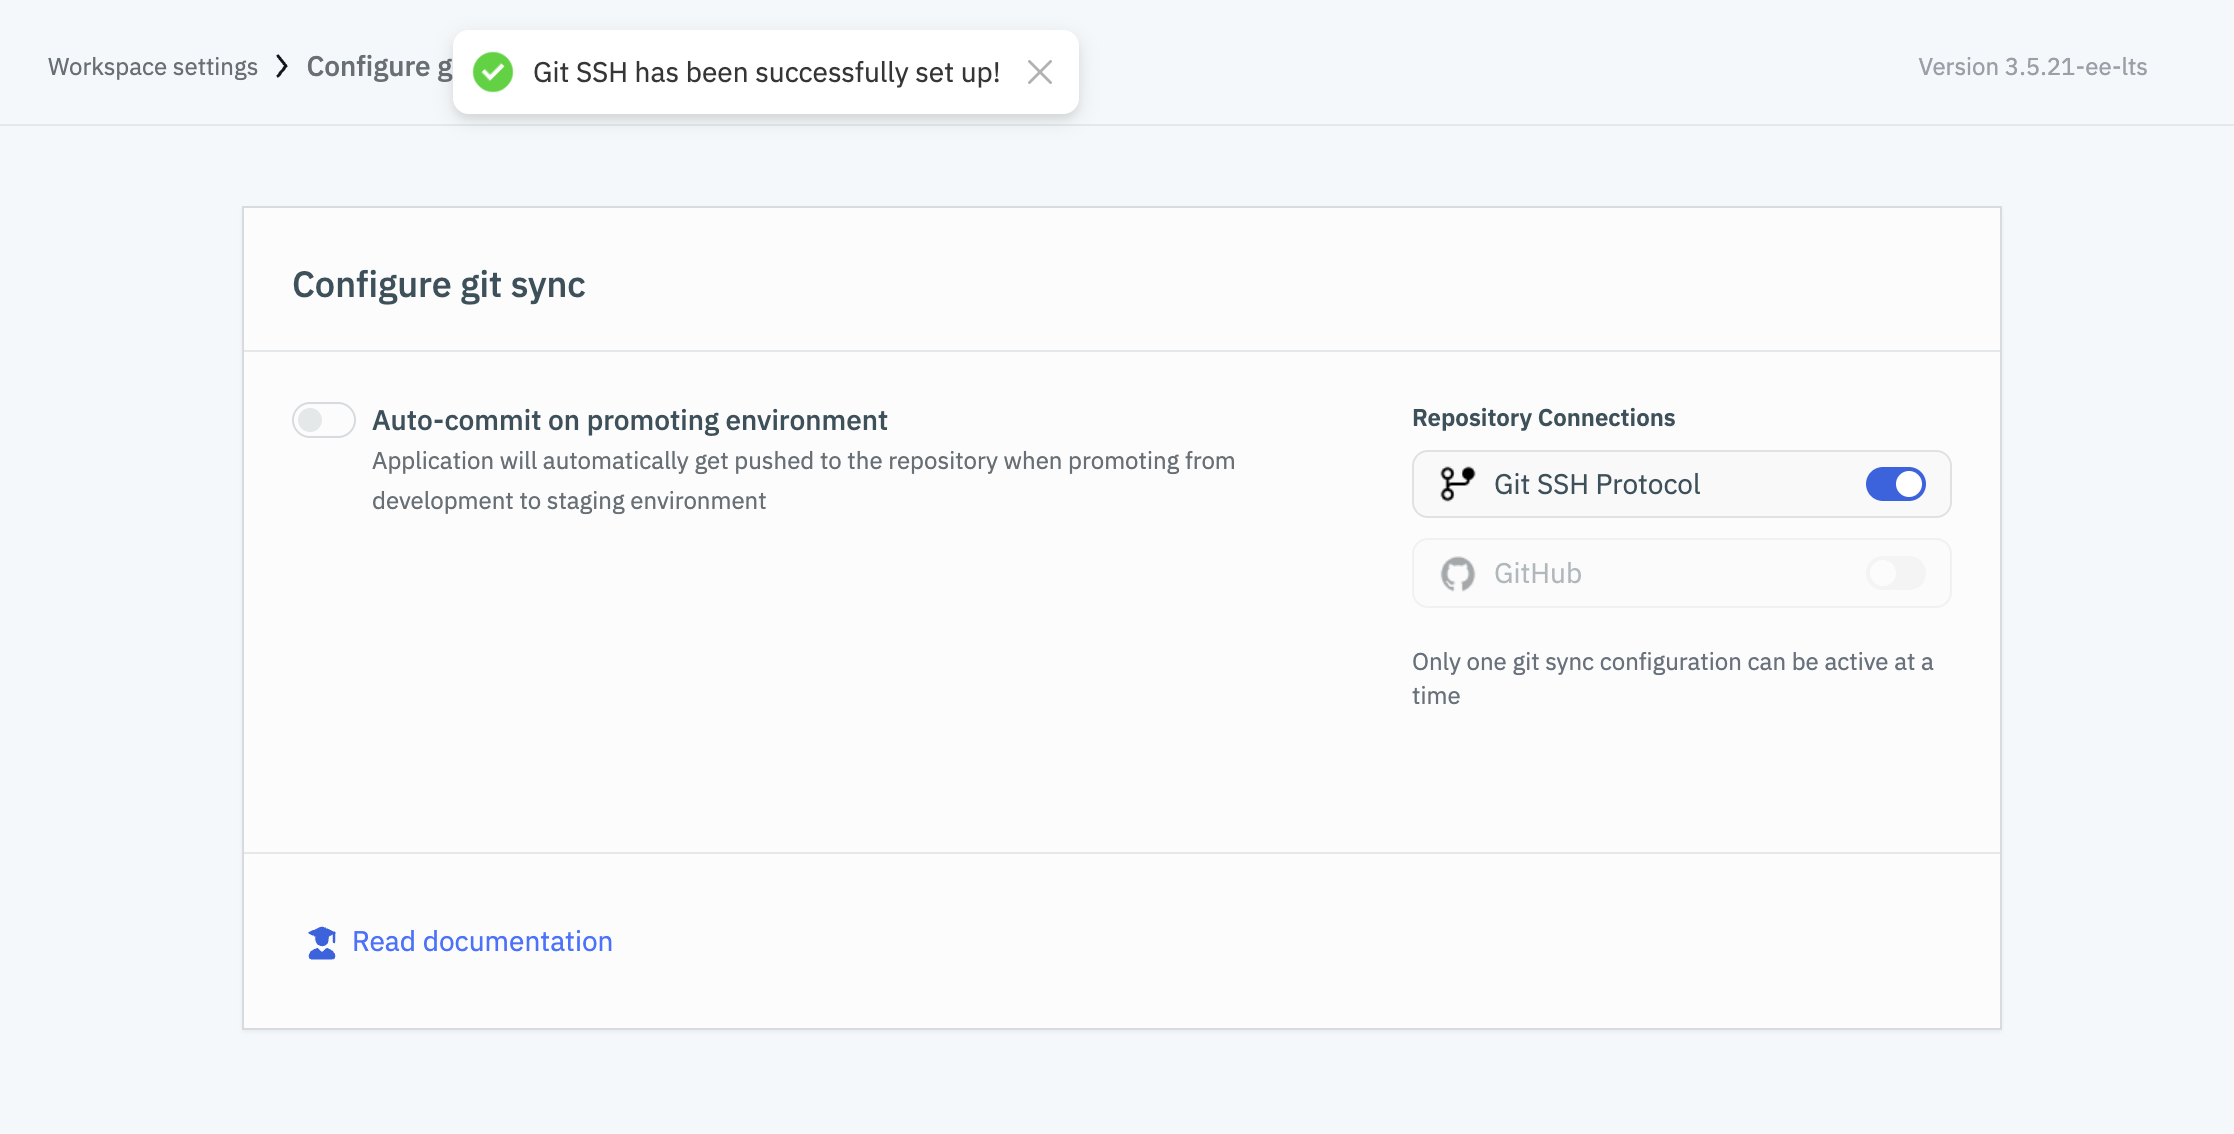 Workspace settings
Configure g
Git SSH has been successfully set up!
Version 3.5.21-ee-lts
Configure git sync
Auto-commit on promoting environment
Application will automatically get pushed to the repository when promoting from
development to staging environment
Repository Connections
Git SSH Protocol
GitHub
Only one git sync configuration can be active at a
time
Read documentation